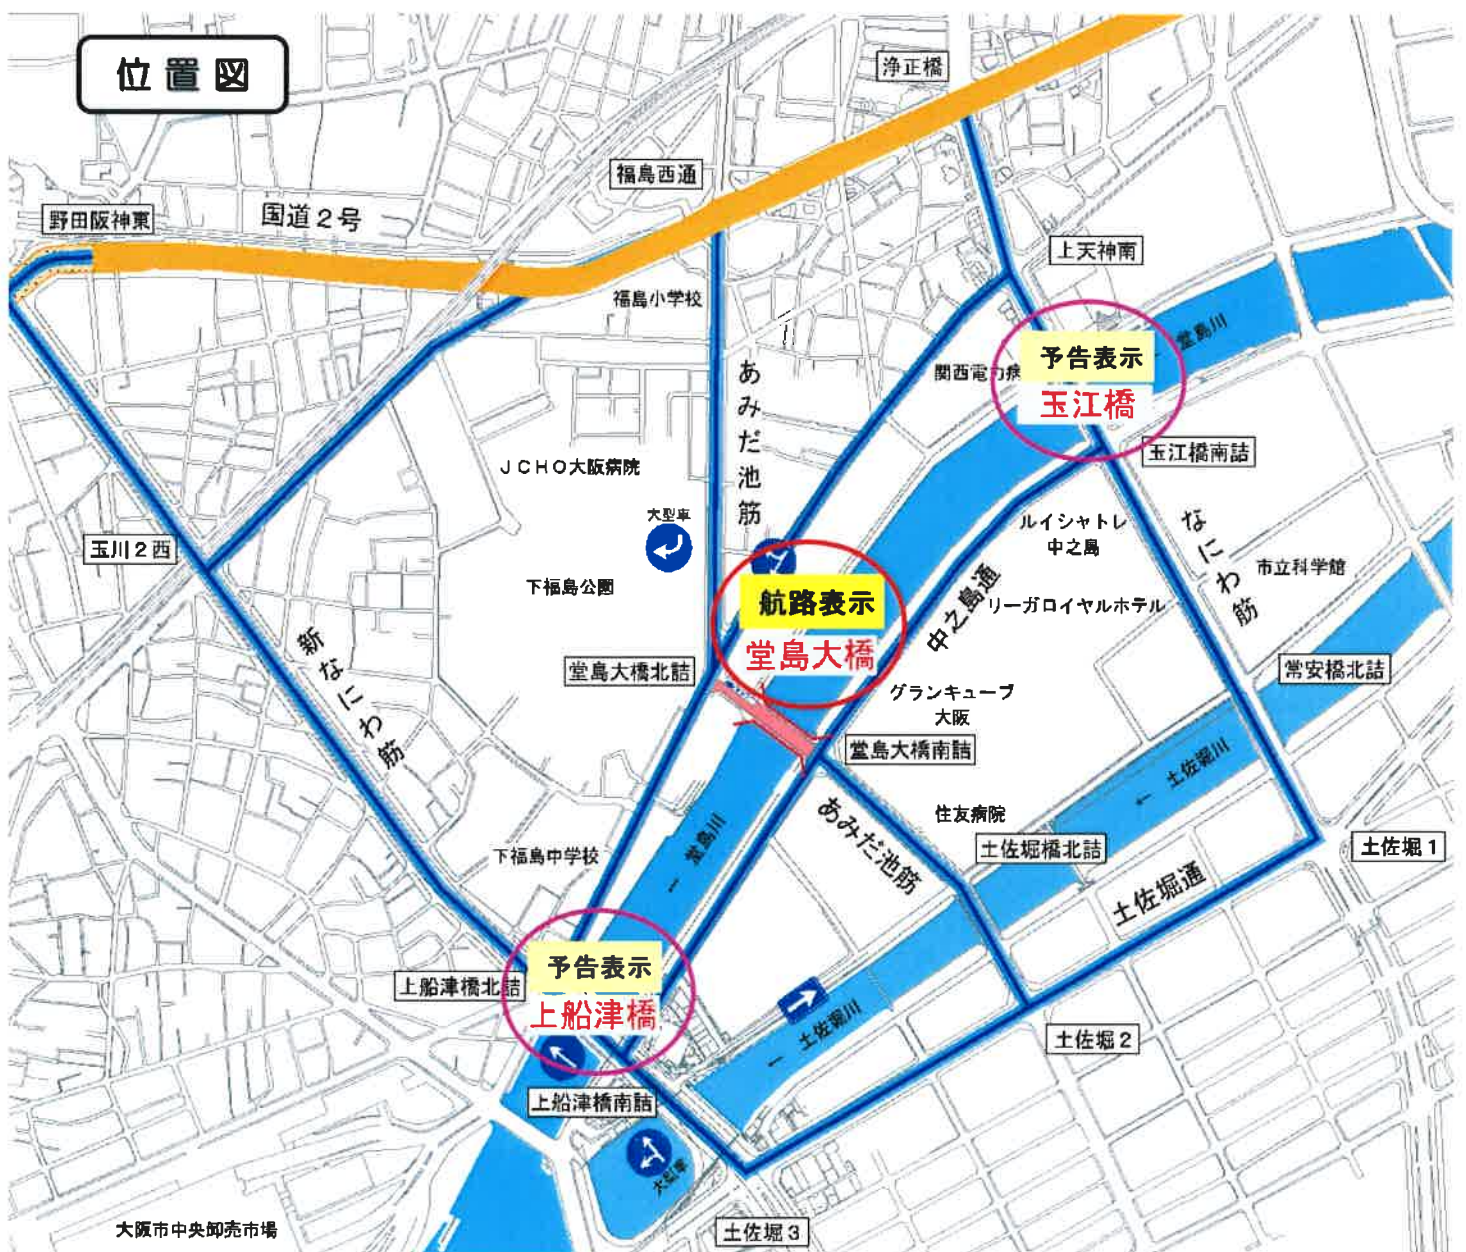 位置図
浄正橋
福島西通
野田阪神東
国道2号
上天神南
福島小学校
堂島川
予告表示
関西電力病
玉江橋
あみだ池筋
玉江橋南詰
JCHO大阪病院
大型車
ルイシャトレ
中之島
なにわ筋
玉川2西
市立科学館
下福島公園
中之島通
リーガロイヤルホテル
航路表示
堂島大橋
新なにわ筋
堂島大橋北詰
常安橋北詰
グランキューブ
大阪
堂島大橋南詰
← 土佐堀川
あみだ池筋
住友病院
← 堂島川
下福島中学校
土佐堀橋北詰
土佐堀1
土佐堀通
予告表示
上船津橋北詰
上船津橋
← 土佐堀川
土佐堀2
上船津橋南詰
大型車
大阪市中央卸売市場
土佐堀3